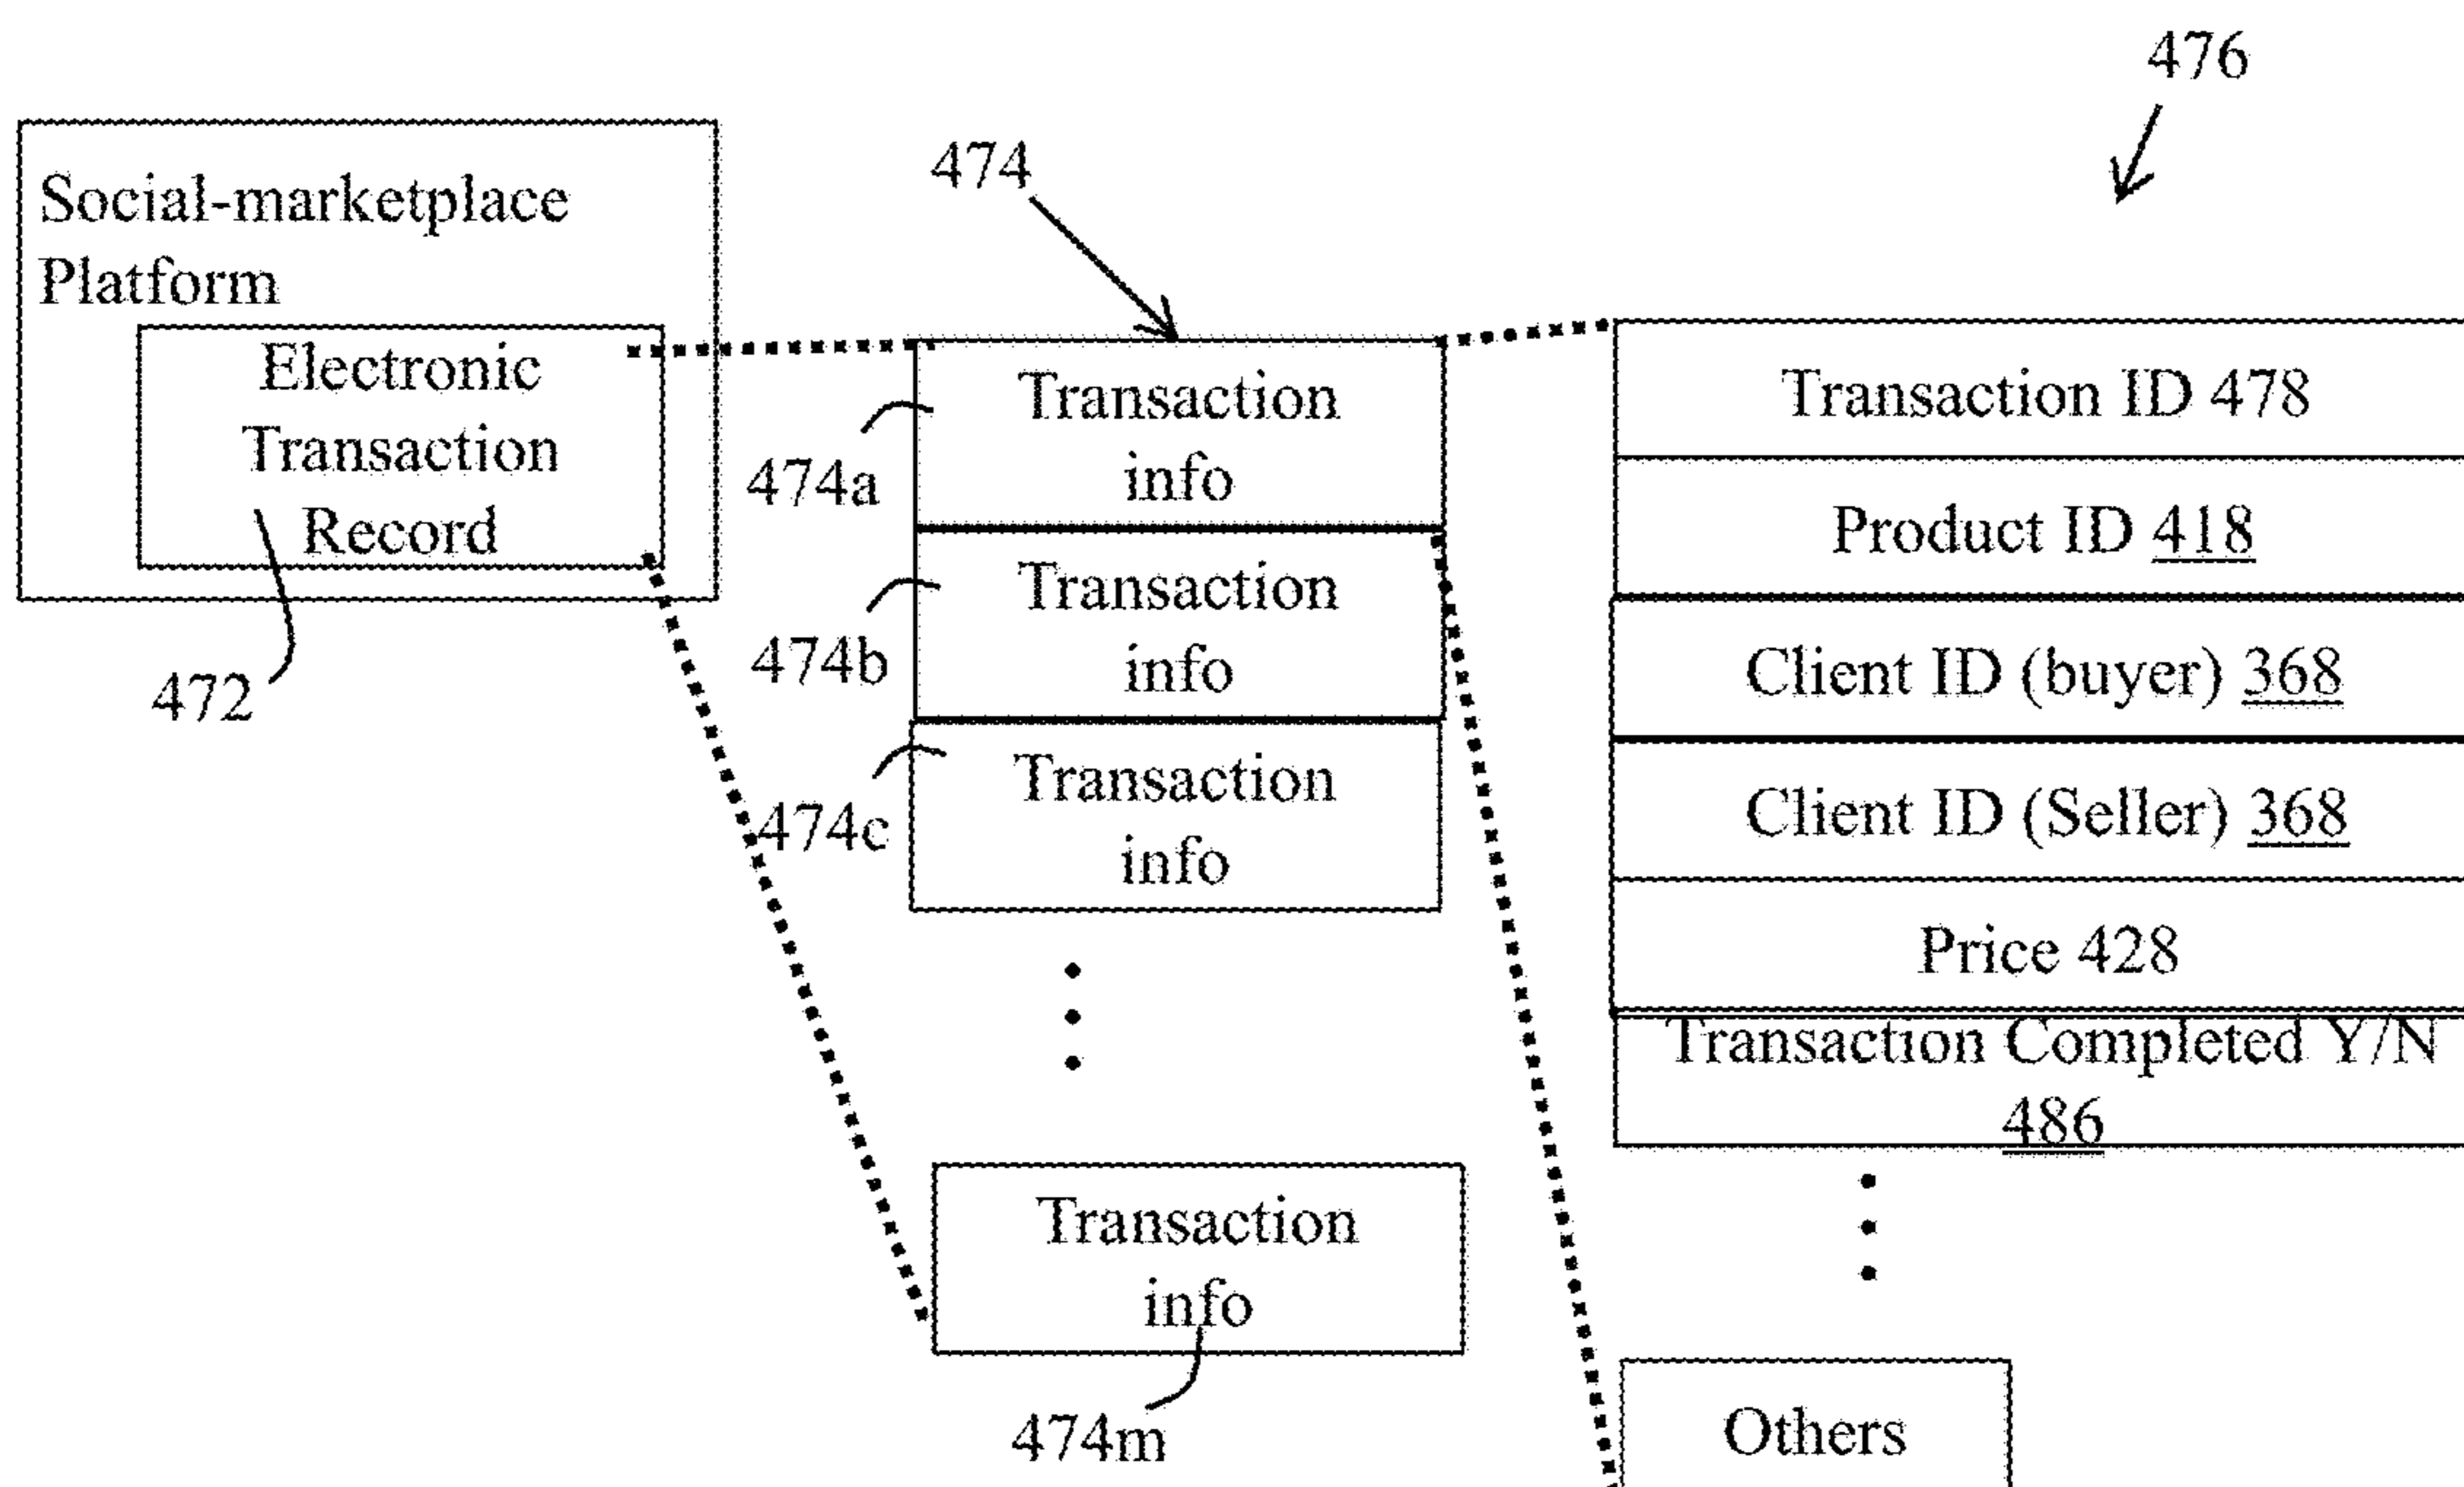 476
474
Social-marketplace
Platform
Electronic
Transaction
Record
472
Transaction
info
474a
Transaction
info
474b
Transaction
info
474c
Transaction
info
474m
Transaction ID 478
Product ID 418
Client ID (buyer) 368
Client ID (Seller) 368
Price 428
Transaction Completed Y/N
486
Others